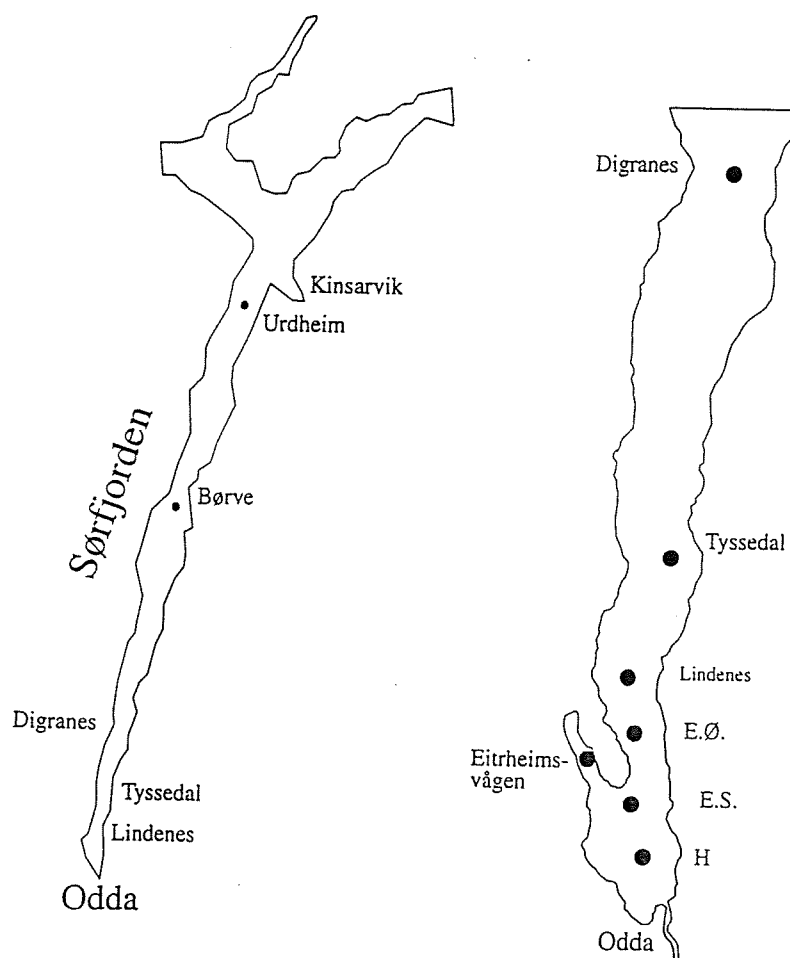 Kinsarvik
Urdheim
Sørfjorden
Børve
Digranes
Tyssedal
Lindenes
Odda
Digranes
Tyssedal
Lindenes
E.Ø.
Eitrheims-
vågen
E.S.
H
Odda